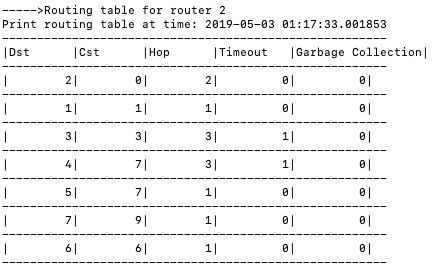 ----->Routing table for router 2
Print routing table at time: 2019-05-03 01:17:33.001853
-------------------------------------------------------
|Dst      |Cst      |Hop      |Timeout   |Garbage Collection|
-------------------------------------------------------
|        2|        0|        2|         0|         0|
-------------------------------------------------------
|        1|        1|        1|         0|         0|
-------------------------------------------------------
|        3|        3|        3|         1|         0|
-------------------------------------------------------
|        4|        7|        3|         1|         0|
-------------------------------------------------------
|        5|        7|        1|         0|         0|
-------------------------------------------------------
|        7|        9|        1|         0|         0|
-------------------------------------------------------
|        6|        6|        1|         0|         0|
-------------------------------------------------------